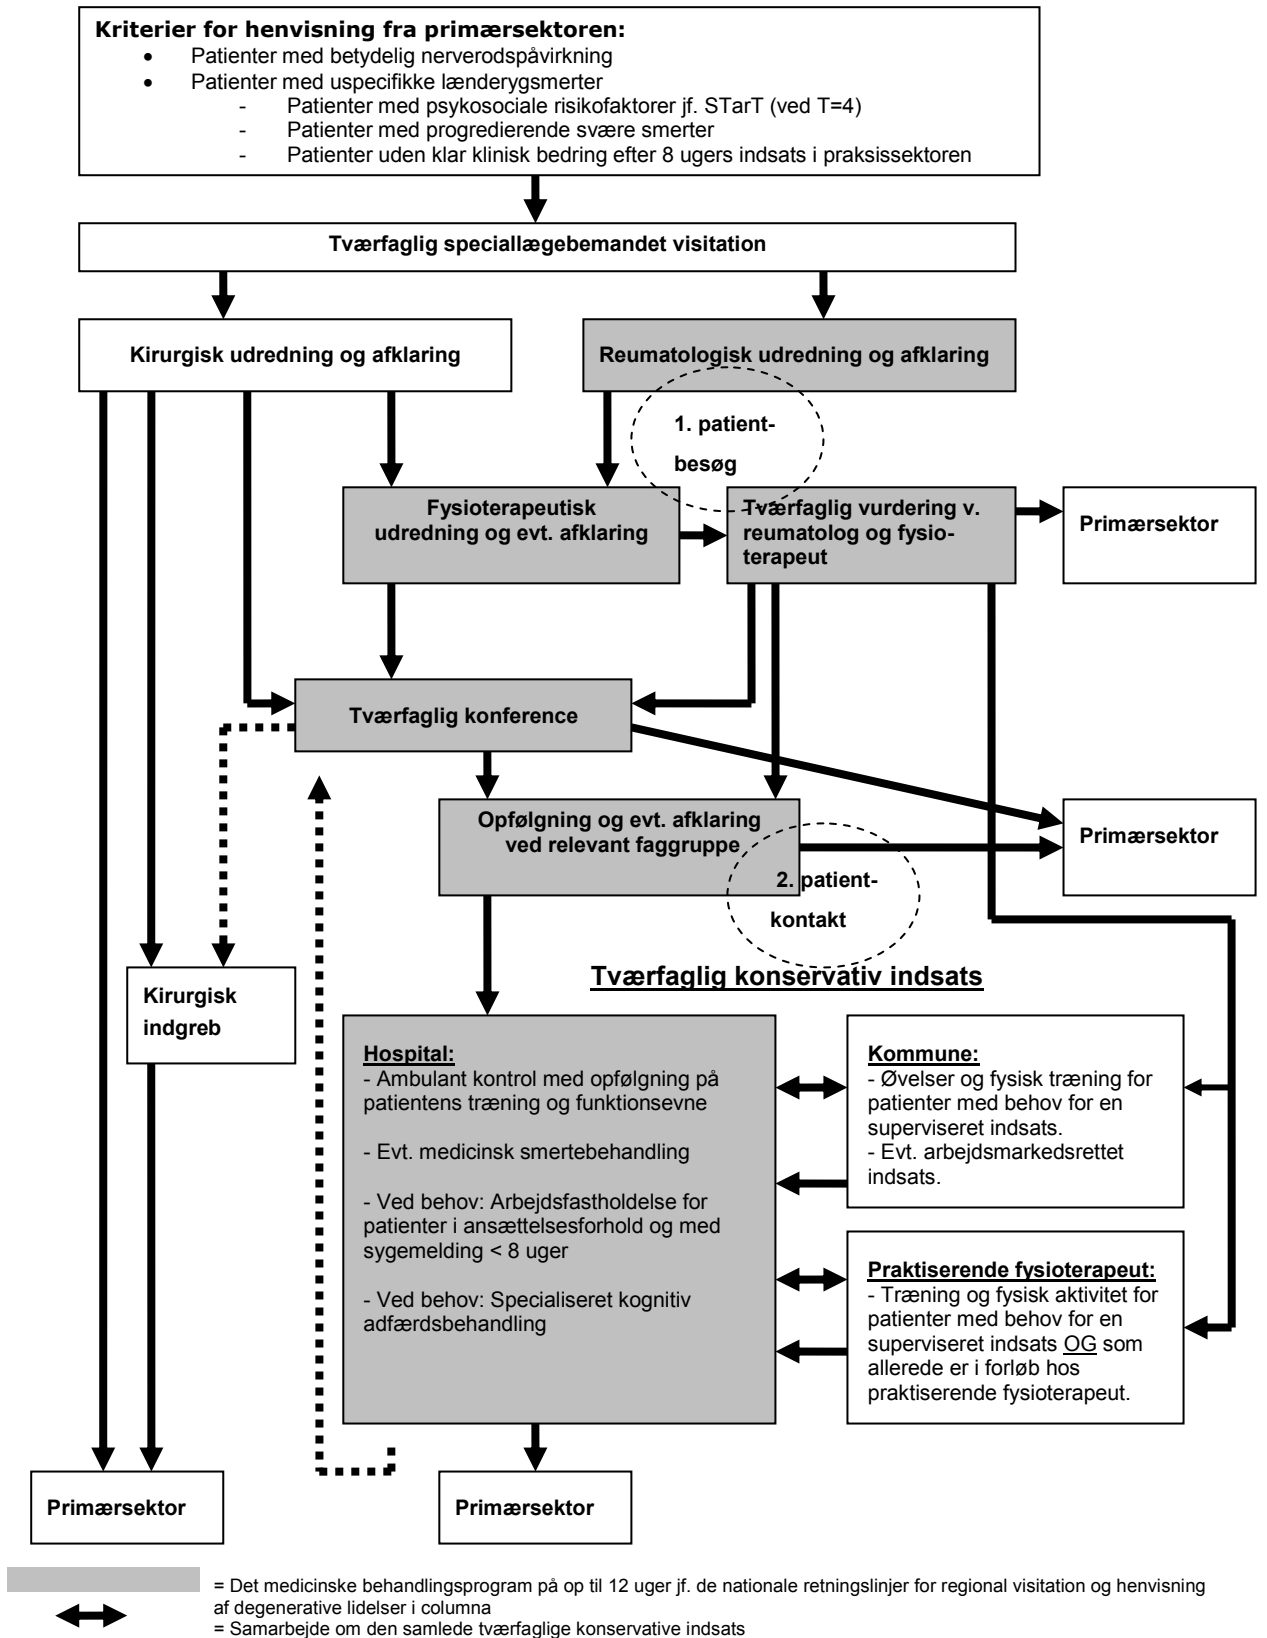 Kriterier for henvisning fra primærsektoren:
• Patienter med betydelig nerverodspåvirkning
• Patienter med uspecifikke lænderygsmerter
- Patienter med psykosociale risikofaktorer jf. STarT (ved T=4)
- Patienter med progredierende svære smerter
- Patienter uden klar klinisk bedring efter 8 ugers indsats i praksissektoren
Tværfaglig speciallægebemandet visitation
Kirurgisk udredning og afklaring
Reumatologisk udredning og afklaring
1. patient-
besøg
Fysioterapeutisk
udredning og evt. afklaring
Tværfaglig vurdering v.
reumatolog og fysio-
terapeut
Primærsektor
Tværfaglig konference
Opfølgning og evt. afklaring
ved relevant faggruppe
Primærsektor
2. patient-
kontakt
Tværfaglig konservativ indsats
Kirurgisk
indgreb
Hospital:
- Ambulant kontrol med opfølgning på
patientens træning og funktionsevne
- Evt. medicinsk smertebehandling
- Ved behov: Arbejdsfastholdelse for
patienter i ansættelsesforhold og med
sygemelding < 8 uger
- Ved behov: Specialiseret kognitiv
adfærdsbehandling
Kommune:
- Øvelser og fysisk træning for
patienter med behov for en
superviseret indsats.
- Evt. arbejdsmarkedsrettet
indsats.
Praktiserende fysioterapeut:
- Træning og fysisk aktivitet for
patienter med behov for en
superviseret indsats OG som
allerede er i forløb hos
praktiserende fysioterapeut.
Primærsektor
Primærsektor
= Det medicinske behandlingsprogram på op til 12 uger jf. de nationale retningslinjer for regional visitation og henvisning
af degenerative lidelser i columna
= Samarbejde om den samlede tværfaglige konservative indsats